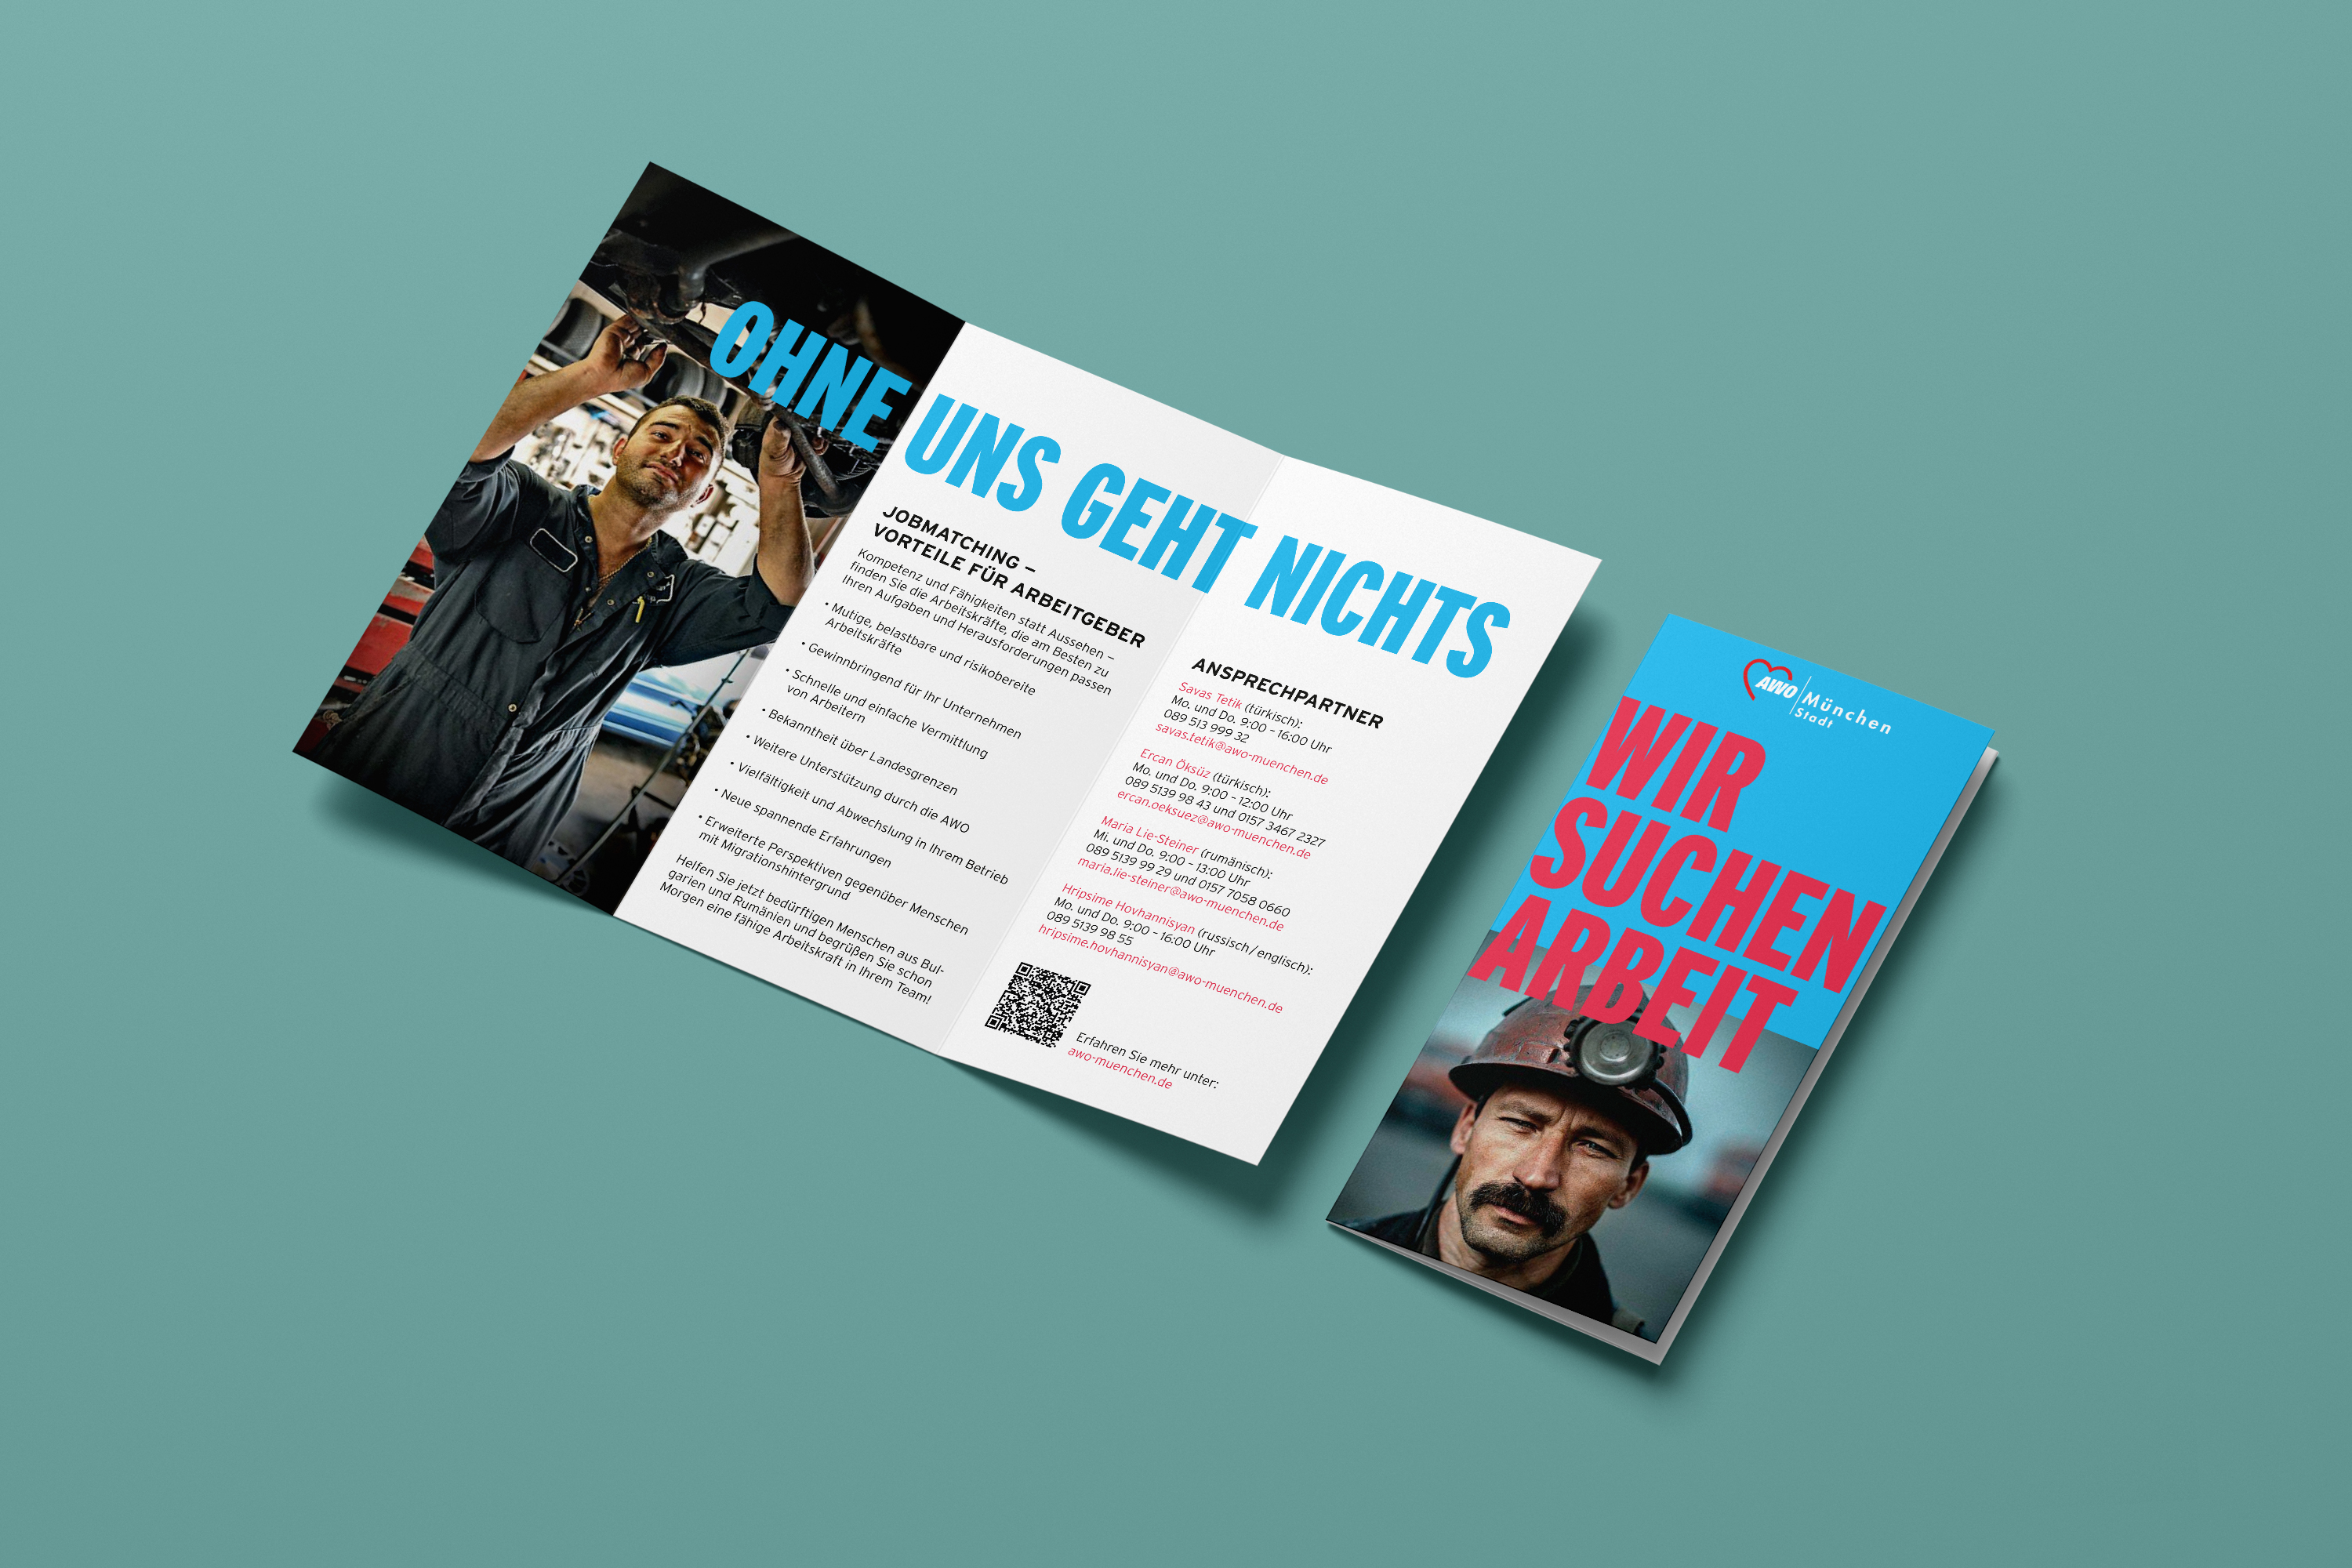 OHNE UNS GEHT NICHTS
JOBMATCHING –
VORTEILE FÜR ARBEITGEBER
Kompetenz und Fähigkeiten statt Aussehen –
finden Sie die Arbeitskräfte, die am Besten zu
Ihren Aufgaben und Herausforderungen passen
• Mutige, belastbare und risikobereite
Arbeitskräfte
• Gewinnbringend für Ihr Unternehmen
• Schnelle und einfache Vermittlung
von Arbeitern
• Bekanntheit über Landesgrenzen
• Weitere Unterstützung durch die AWO
• Vielfältigkeit und Abwechslung in Ihrem Betrieb
• Neue spannende Erfahrungen
• Erweiterte Perspektiven gegenüber Menschen
mit Migrationshintergrund
Helfen Sie jetzt bedürftigen Menschen aus Bul-
garien und Rumänien und begrüßen Sie schon
Morgen eine fähige Arbeitskraft in Ihrem Team!
ANSPRECHPARTNER
Savas Tetik (türkisch):
Mo. und Do. 9:00 - 16:00 Uhr
089 513 999 32
savas.tetik@awo-muenchen.de
Ercan Öksüz (türkisch):
Mo. und Do. 9:00 - 12:00 Uhr
089 5139 98 43 und 0157 3467 2327
ercan.oeksuez@awo-muenchen.de
Maria Lie-Steiner (rumänisch):
Mi. und Do. 9:00 - 13:00 Uhr
089 5139 99 29 und 0157 7058 0660
maria.lie-steiner@awo-muenchen.de
Hripsime Hovhannisyan (russisch/englisch):
Mo. und Do. 9:00 - 16:00 Uhr
089 5139 98 55
hripsime.hovhannisyan@awo-muenchen.de
Erfahren Sie mehr unter:
awo-muenchen.de
AWO München
Stadt
WIR
SUCHEN
ARBEIT